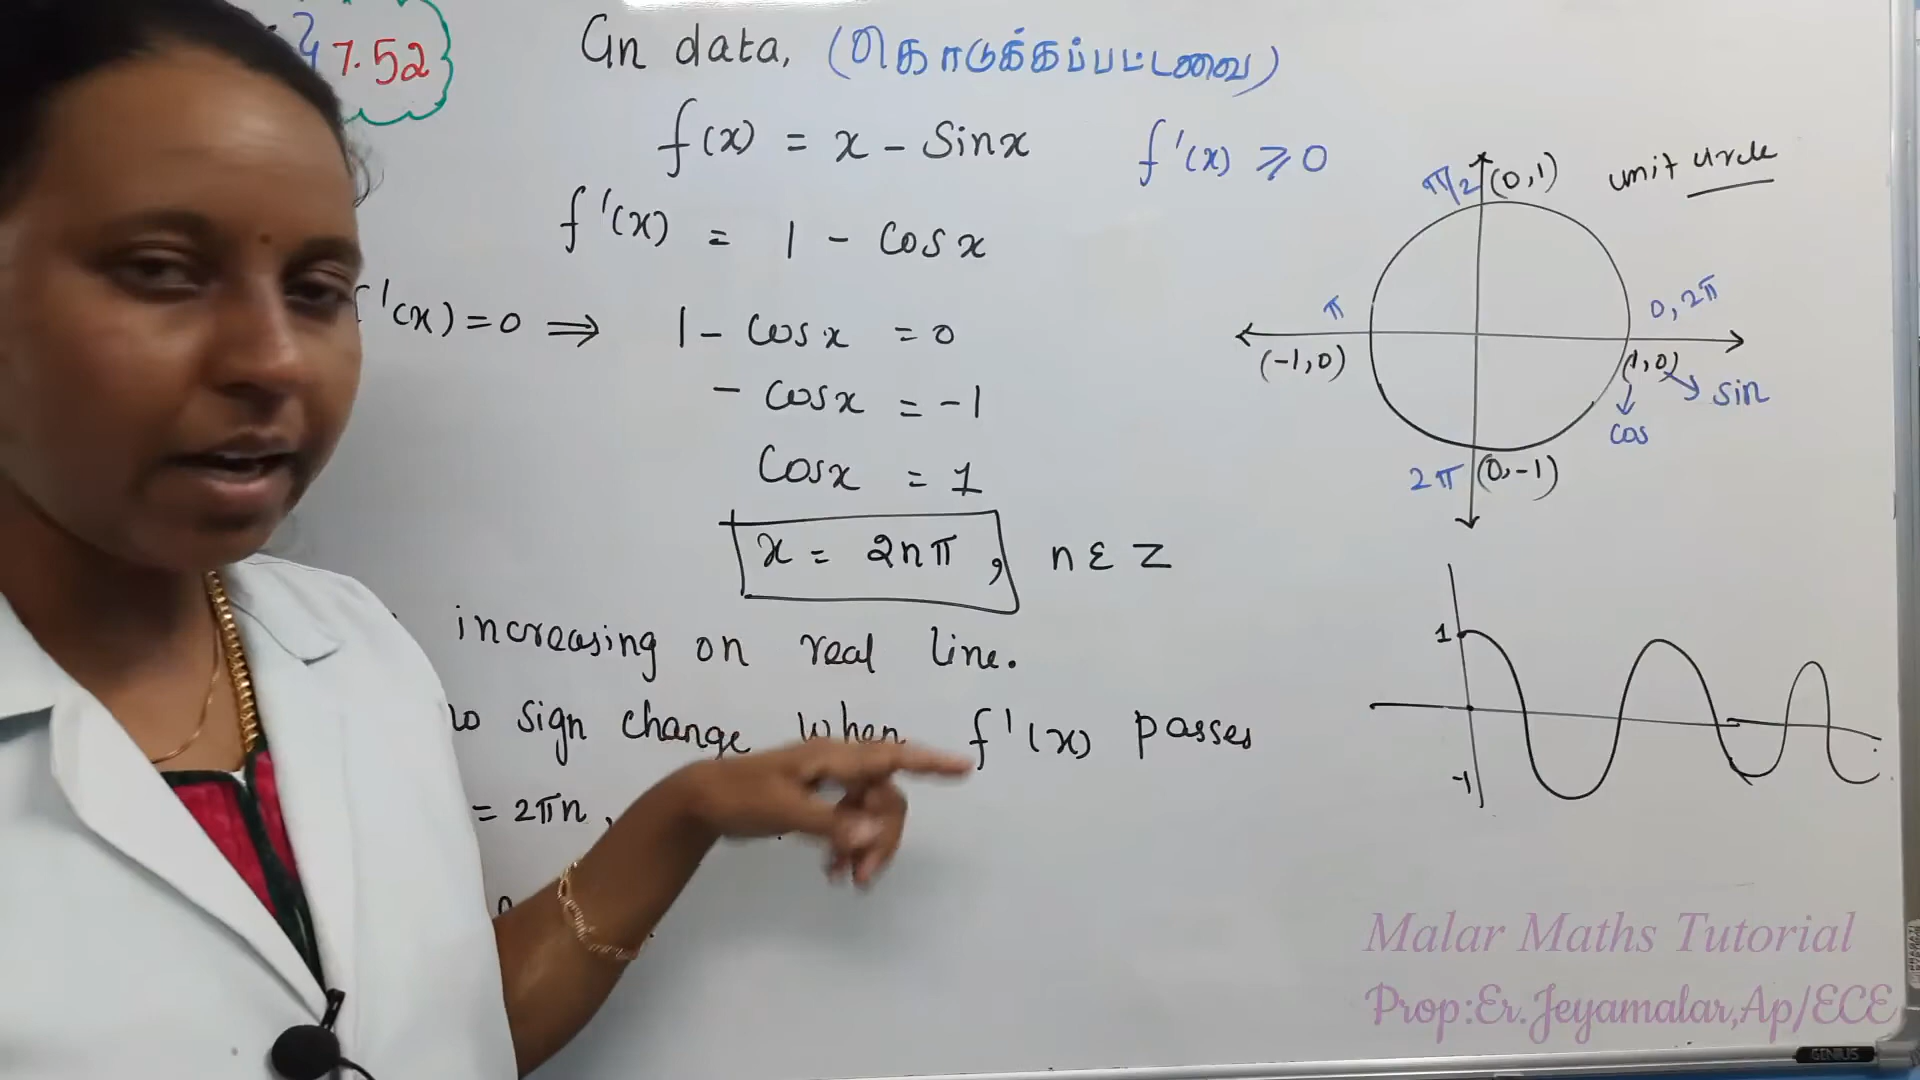 7.52
Gn data, (கொடுக்கப்பட்டவை)
f(x) = x - Sinx
f'(x) ⩾ 0
f'(x) = 1 - cosx
f'(x) = 0 ⟹ 1 - cosx = 0
- cosx = -1
Cosx = 1
x = 2nπ, n ε Z
increasing on real line.
sign change when f'(x) passes
= 2πn,
unit circle
π/2 (0,1)
π
0, 2π
(-1,0)
(1,0)
sin
cos
2π (0,-1)
1
-1
Malar Maths Tutorial
Prop:Er.Jeyamalar,Ap/ECE
GENIUS